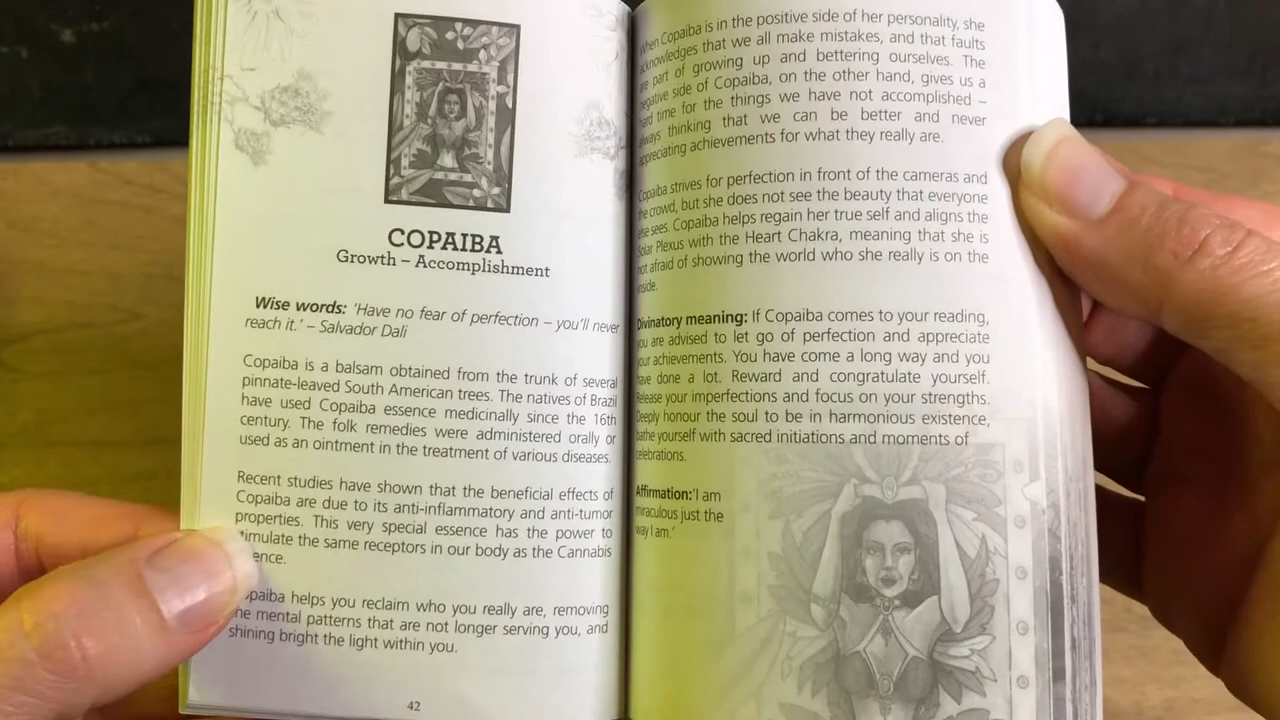 COPAIBA
Growth – Accomplishment
Wise words: 'Have no fear of perfection – you'll never
reach it.' – Salvador Dali
Copaiba is a balsam obtained from the trunk of several
pinnate-leaved South American trees. The natives of Brazil
have used Copaiba essence medicinally since the 16th
century. The folk remedies were administered orally or
used as an ointment in the treatment of various diseases.
Recent studies have shown that the beneficial effects of
Copaiba are due to its anti-inflammatory and anti-tumor
properties. This very special essence has the power to
stimulate the same receptors in our body as the Cannabis
Copaiba helps you reclaim who you really are, removing
the mental patterns that are not longer serving you, and
shining bright the light within you.
42
When Copaiba is in the positive side of her personality, she
acknowledges that we all make mistakes, and that faults
are part of growing up and bettering ourselves. The
negative side of Copaiba, on the other hand, gives us a
hard time for the things we have not accomplished –
always thinking that we can be better and never
appreciating achievements for what they really are.
Copaiba strives for perfection in front of the cameras and
the crowd, but she does not see the beauty that everyone
else sees. Copaiba helps regain her true self and aligns the
Solar Plexus with the Heart Chakra, meaning that she is
not afraid of showing the world who she really is on the
inside.
Divinatory meaning: If Copaiba comes to your reading,
you are advised to let go of perfection and appreciate
your achievements. You have come a long way and you
have done a lot. Reward and congratulate yourself.
Release your imperfections and focus on your strengths.
Deeply honour the soul to be in harmonious existence,
bathe yourself with sacred initiations and moments of
celebrations.
Affirmation:'I am
miraculous just the
way I am.'